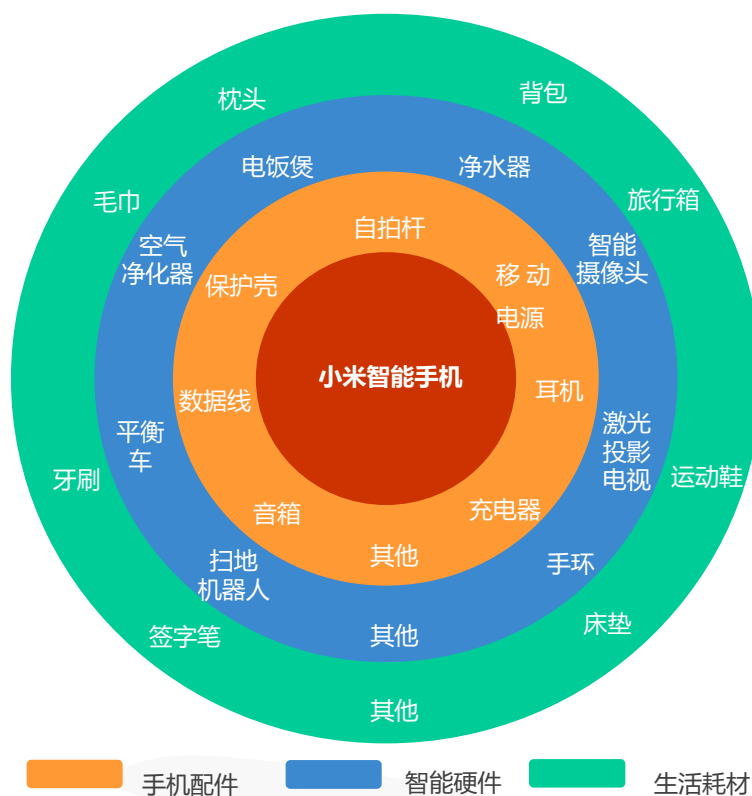 枕头
背包
电饭煲
净水器
毛巾
旅行箱
自拍杆
空气
净化器
智能
摄像头
保护壳
移 动
电源
小米智能手机
数据线
耳机
平衡
车
激光
投影
电视
牙刷
运动鞋
音箱
充电器
其他
扫地
机器人
手环
签字笔
其他
床垫
其他
手机配件
智能硬件
生活耗材